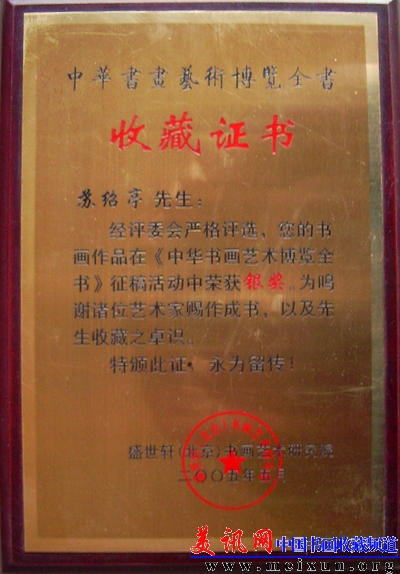 中華書畫藝術博覽全書
收藏证书
苏绍亭 先生：
经评委会严格评选，您的书
画作品在《中华书画艺术博览全
书》征稿活动中荣获银奖。为鸣
谢诸位艺术家赐作成书，以及先
生收藏之卓识。
特颁此证，永为留传！
盛世轩（北京）书画艺术研究院
二〇〇五年五月
美讯网 中国书画收藏频道
www.meixun.org